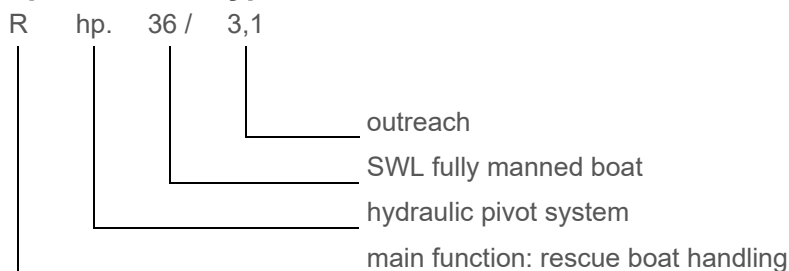 R hp. 36 / 3,1
outreach
SWL fully manned boat
hydraulic pivot system
main function: rescue boat handling